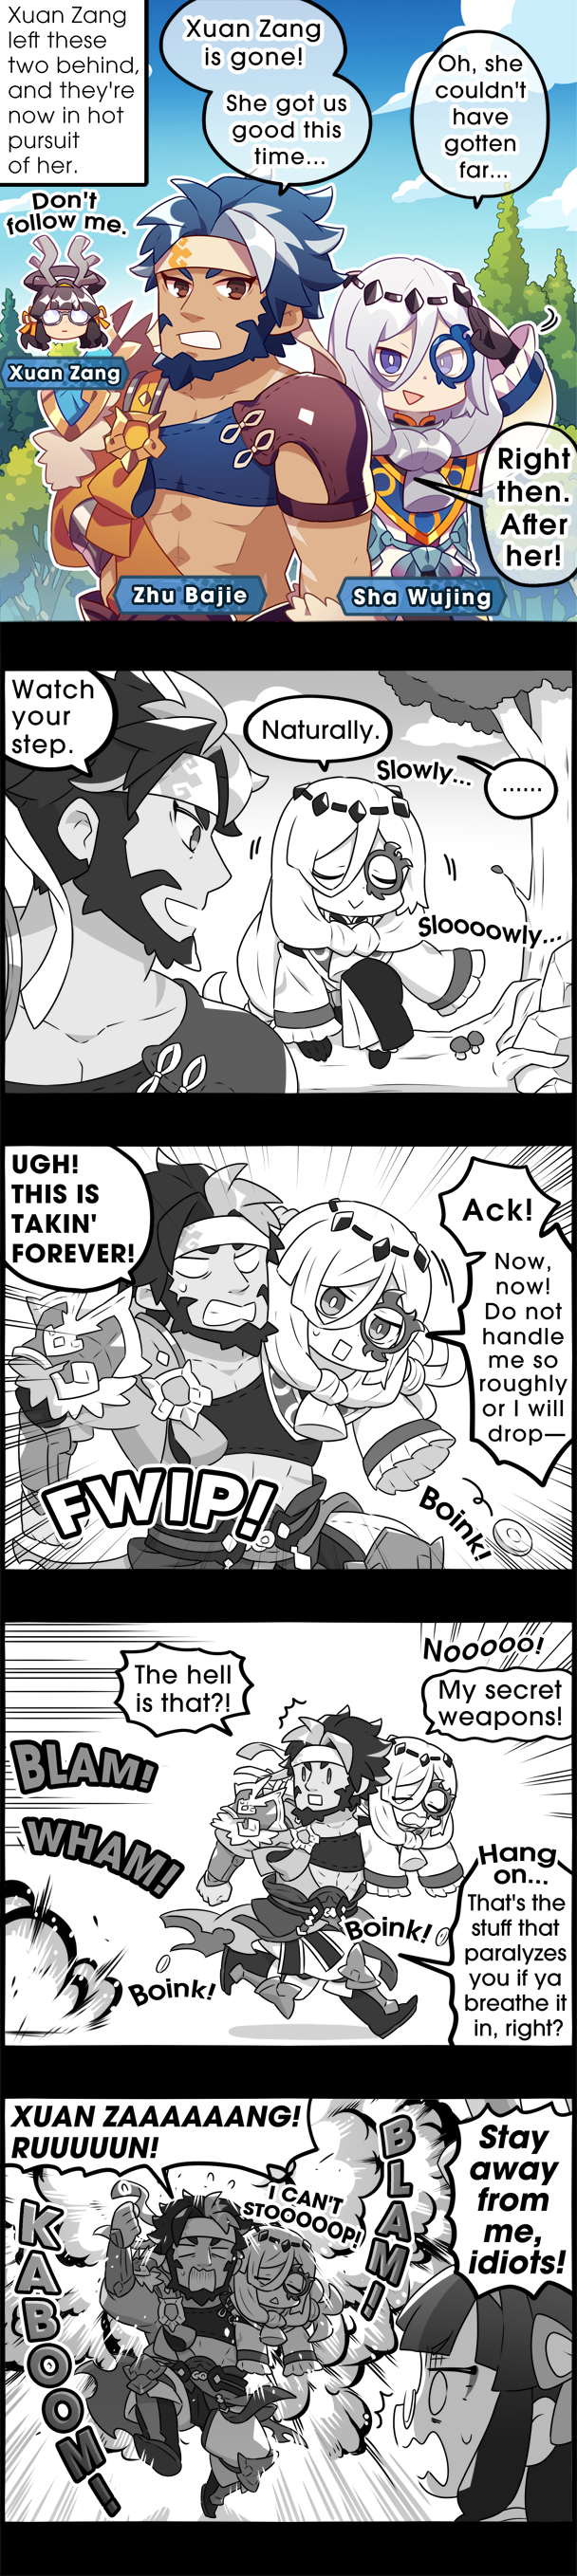 Xuan Zang
left these
two behind,
and they're
now in hot
pursuit
of her.
Xuan Zang
is gone!
She got us
good this
time...
Oh, she
couldn't
have
gotten
far...
Don't
follow me.
Xuan Zang
Right
then.
After
her!
Zhu Bajie
Sha Wujing
Watch
your
step.
Naturally.
Slowly...
......
Sloooowly...
UGH!
THIS IS
TAKIN'
FOREVER!
Ack!
Now,
now!
Do not
handle
me so
roughly
or I will
drop—
FWIP!
Boink!
Nooooo!
The hell
is that?!
My secret
weapons!
BLAM!
WHAM!
Hang
on...
That's the
stuff that
paralyzes
you if ya
breathe it
in, right?
Boink!
Boink!
XUAN ZAAAAAANG!
RUUUUUN!
BLAM!
Stay
away
from
me,
idiots!
I CAN'T
STOOOOOP!
KABOOM!